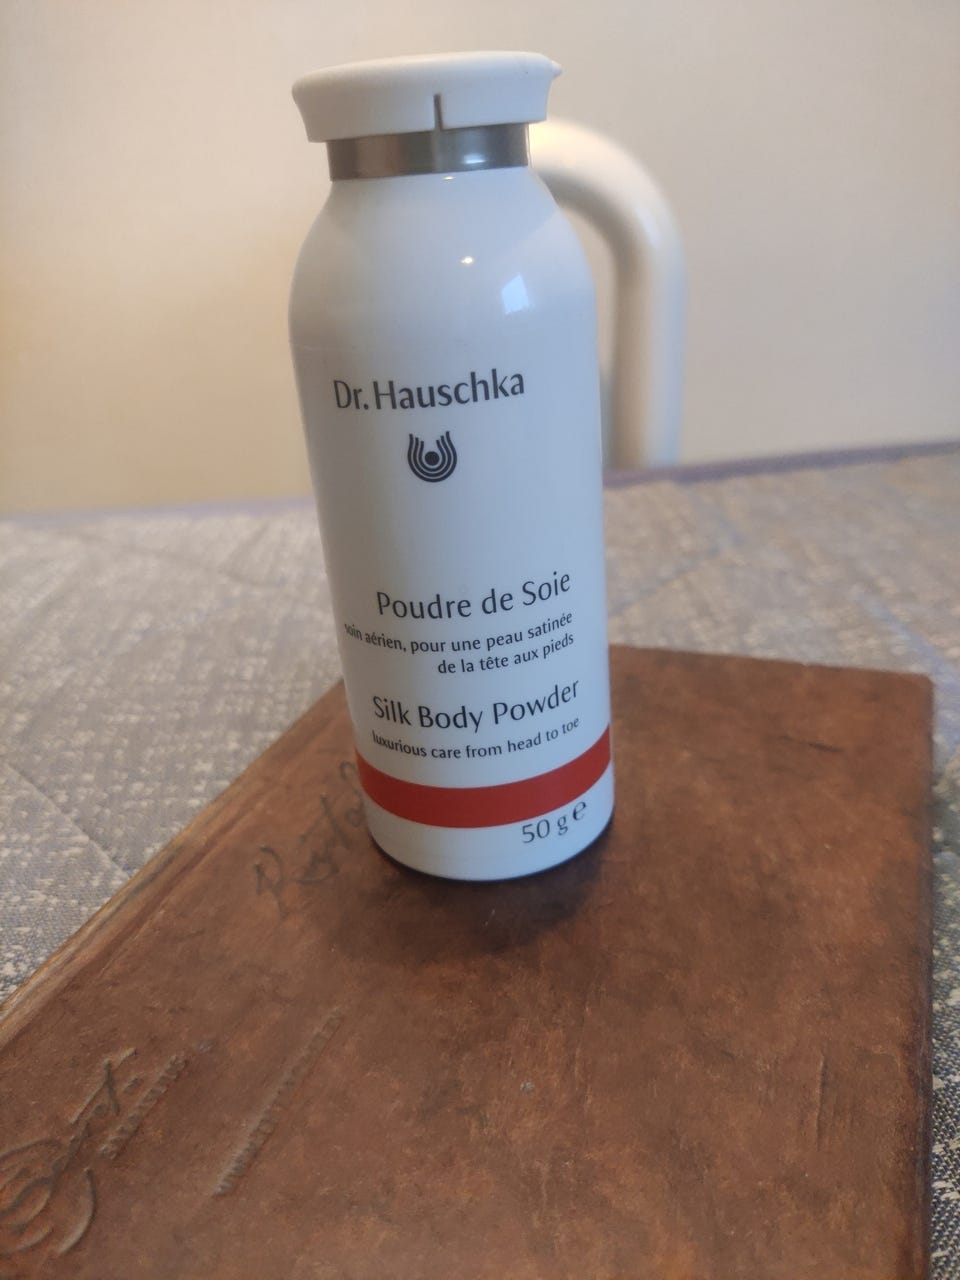 Dr. Hauschka
Poudre de Soie
soin aérien, pour une peau satinée
de la tête aux pieds
Silk Body Powder
luxurious care from head to toe
50 g ℮